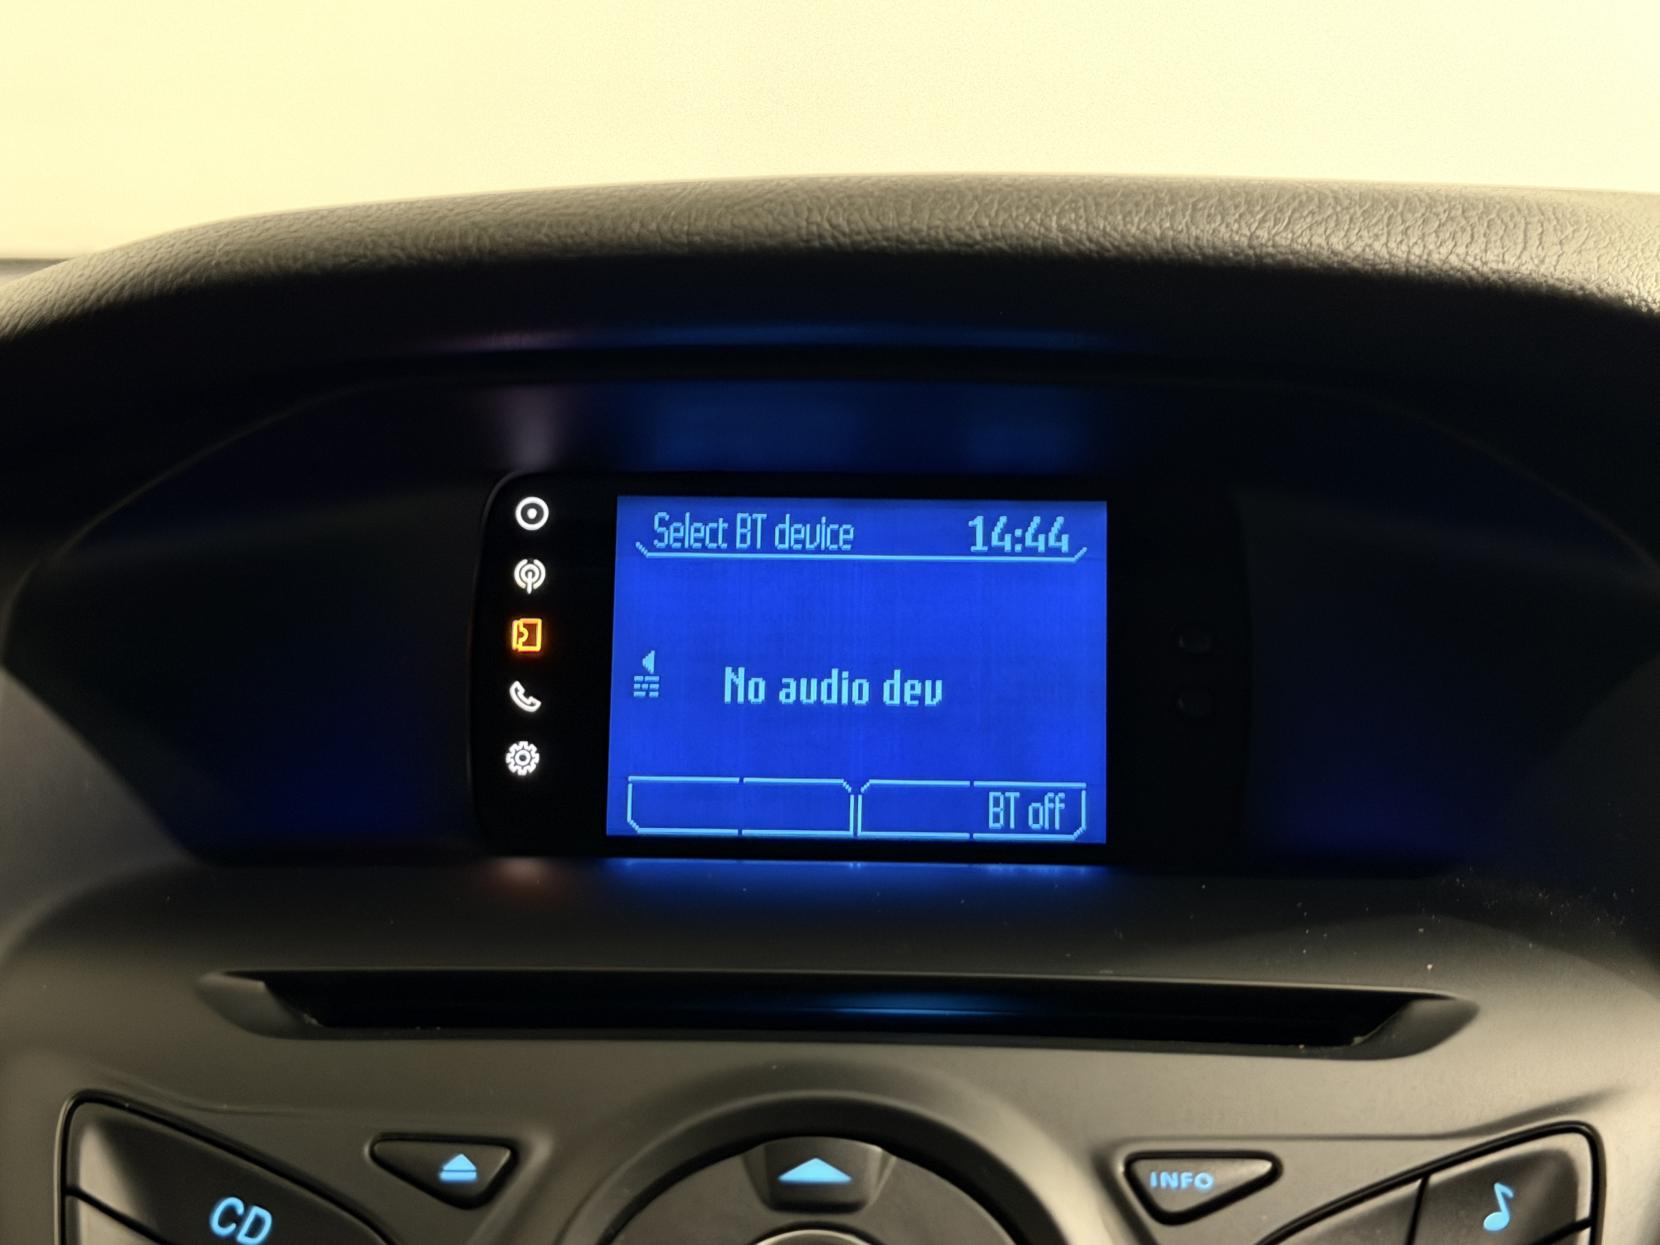 Select BT device 14:44
No audio dev
BT off
CD
INFO